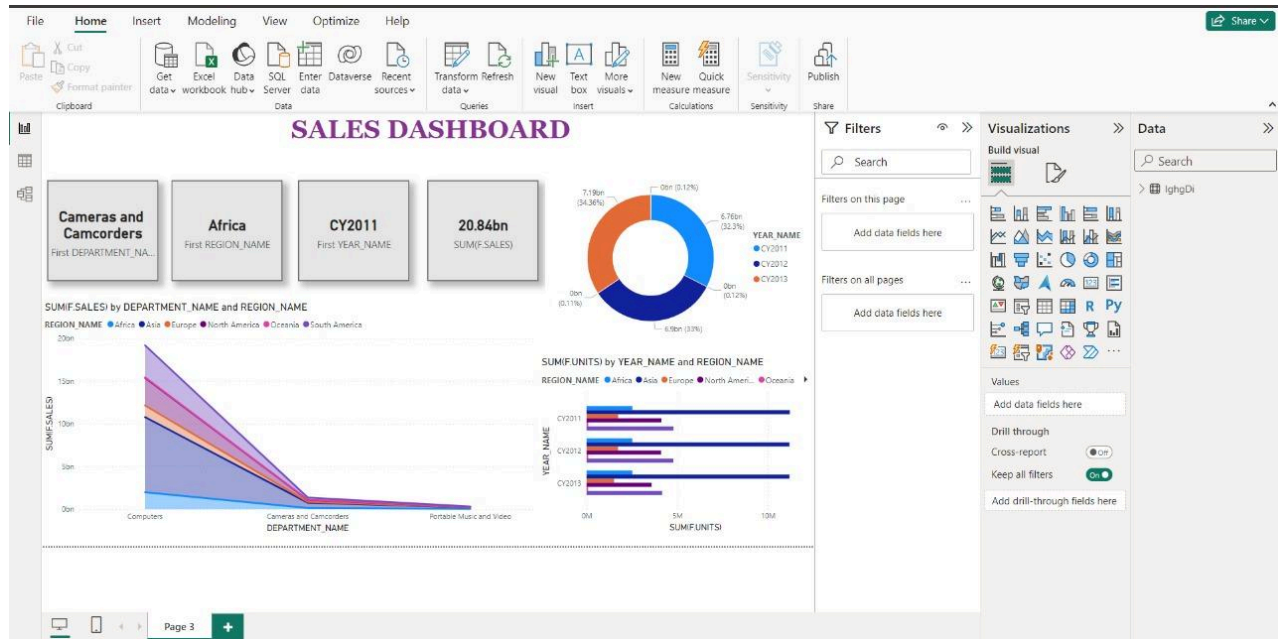 File Home Insert Modeling View Optimize Help
Share
Paste
Cut
Copy
Format painter
Clipboard
Get data
Excel workbook
Data hub
SQL Server
Enter data
Dataverse
Recent sources
Data
Transform data
Refresh
Queries
New visual
Text box
More visuals
Insert
New measure
Quick measure
Calculations
Sensitivity
Sensitivity
Publish
Share
SALES DASHBOARD
Cameras and
Camcorders
First DEPARTMENT_NA...
Africa
First REGION_NAME
CY2011
First YEAR_NAME
20.84bn
SUM(F.SALES)
7.19bn
(34.36%)
0bn (0.12%)
6.76bn
(32.3%)
0bn
(0.12%)
6.9bn (33%)
0bn
(0.11%)
YEAR_NAME
CY2011
CY2012
CY2013
SUM(F.SALES) by DEPARTMENT_NAME and REGION_NAME
REGION_NAME Africa Asia Europe North America Oceania South America
20bn
15bn
10bn
5bn
0bn
SUM(F.SALES)
Computers
Cameras and Camcorders
Portable Music and Video
DEPARTMENT_NAME
SUM(F.UNITS) by YEAR_NAME and REGION_NAME
REGION_NAME Africa Asia Europe North Ameri... Oceania
YEAR_NAME
CY2011
CY2012
CY2013
0M 5M 10M
SUM(F.UNITS)
Filters
Search
Filters on this page ...
Add data fields here
Filters on all pages ...
Add data fields here
Visualizations
Build visual
123
R Py
...
Values
Add data fields here
Drill through
Cross-report Off
Keep all filters On
Add drill-through fields here
Data
Search
IghgDi
Page 3